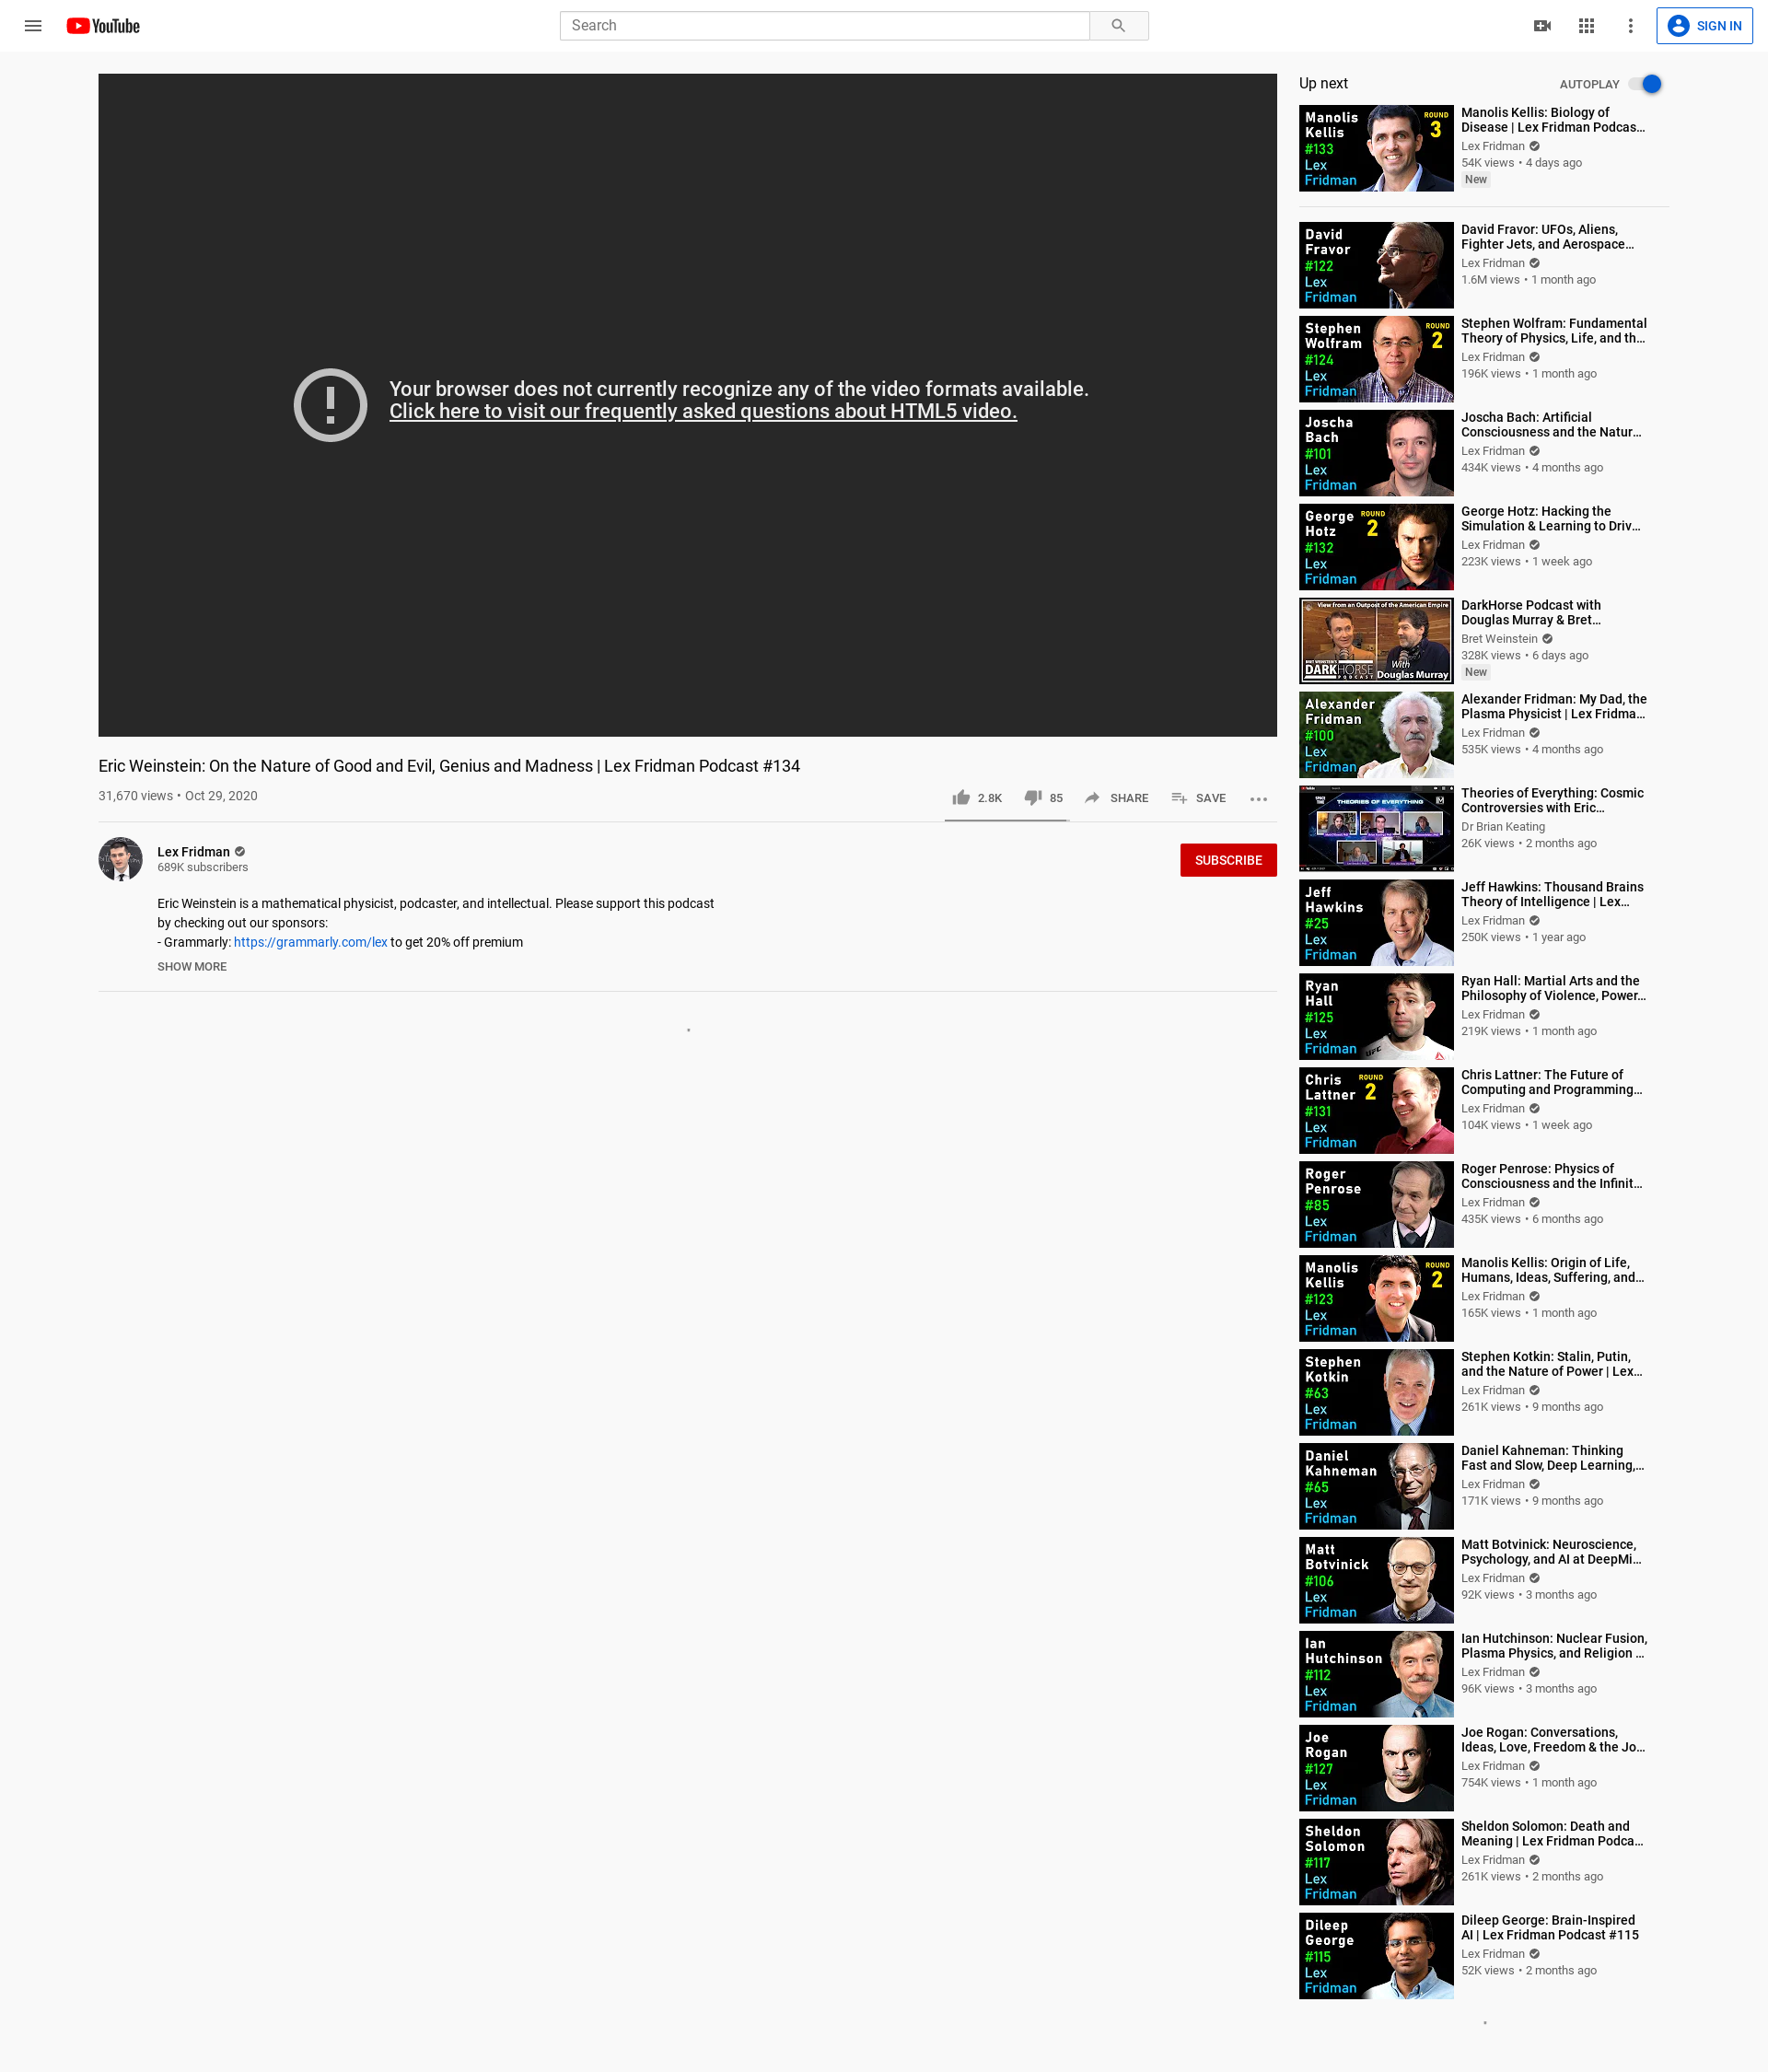 YouTube
Search
SIGN IN
Your browser does not currently recognize any of the video formats available.
Click here to visit our frequently asked questions about HTML5 video.
Eric Weinstein: On the Nature of Good and Evil, Genius and Madness | Lex Fridman Podcast #134
31,670 views • Oct 29, 2020
2.8K
85
SHARE
SAVE
Lex Fridman
689K subscribers
SUBSCRIBE
Eric Weinstein is a mathematical physicist, podcaster, and intellectual. Please support this podcast
by checking out our sponsors:
- Grammarly: https://grammarly.com/lex to get 20% off premium
SHOW MORE
Up next
AUTOPLAY
Manolis
Kellis
#133
Lex
Fridman
ROUND
3
Manolis Kellis: Biology of
Disease | Lex Fridman Podcas...
Lex Fridman
54K views • 4 days ago
New
David
Fravor
#122
Lex
Fridman
David Fravor: UFOs, Aliens,
Fighter Jets, and Aerospace...
Lex Fridman
1.6M views • 1 month ago
Stephen
Wolfram
#124
Lex
Fridman
ROUND
2
Stephen Wolfram: Fundamental
Theory of Physics, Life, and th...
Lex Fridman
196K views • 1 month ago
Joscha
Bach
#101
Lex
Fridman
Joscha Bach: Artificial
Consciousness and the Natur...
Lex Fridman
434K views • 4 months ago
George
Hotz
#132
Lex
Fridman
ROUND
2
George Hotz: Hacking the
Simulation & Learning to Driv...
Lex Fridman
223K views • 1 week ago
View from an Outpost of the American Empire
BRET WEINSTEIN'S
DARKHORSE
PODCAST
With
Douglas Murray
DarkHorse Podcast with
Douglas Murray & Bret...
Bret Weinstein
328K views • 6 days ago
New
Alexander
Fridman
#100
Lex
Fridman
Alexander Fridman: My Dad, the
Plasma Physicist | Lex Fridma...
Lex Fridman
535K views • 4 months ago
THEORIES OF EVERYTHING
Theories of Everything: Cosmic
Controversies with Eric...
Dr Brian Keating
26K views • 2 months ago
Jeff
Hawkins
#25
Lex
Fridman
Jeff Hawkins: Thousand Brains
Theory of Intelligence | Lex...
Lex Fridman
250K views • 1 year ago
Ryan
Hall
#125
Lex
Fridman
UFC
Ryan Hall: Martial Arts and the
Philosophy of Violence, Power...
Lex Fridman
219K views • 1 month ago
Chris
Lattner
#131
Lex
Fridman
ROUND
2
Chris Lattner: The Future of
Computing and Programming...
Lex Fridman
104K views • 1 week ago
Roger
Penrose
#85
Lex
Fridman
Roger Penrose: Physics of
Consciousness and the Infinit...
Lex Fridman
435K views • 6 months ago
Manolis
Kellis
#123
Lex
Fridman
ROUND
2
Manolis Kellis: Origin of Life,
Humans, Ideas, Suffering, and...
Lex Fridman
165K views • 1 month ago
Stephen
Kotkin
#63
Lex
Fridman
Stephen Kotkin: Stalin, Putin,
and the Nature of Power | Lex...
Lex Fridman
261K views • 9 months ago
Daniel
Kahneman
#65
Lex
Fridman
Daniel Kahneman: Thinking
Fast and Slow, Deep Learning,...
Lex Fridman
171K views • 9 months ago
Matt
Botvinick
#106
Lex
Fridman
Matt Botvinick: Neuroscience,
Psychology, and AI at DeepMi...
Lex Fridman
92K views • 3 months ago
Ian
Hutchinson
#112
Lex
Fridman
Ian Hutchinson: Nuclear Fusion,
Plasma Physics, and Religion ...
Lex Fridman
96K views • 3 months ago
Joe
Rogan
#127
Lex
Fridman
Joe Rogan: Conversations,
Ideas, Love, Freedom & the Jo...
Lex Fridman
754K views • 1 month ago
Sheldon
Solomon
#117
Lex
Fridman
Sheldon Solomon: Death and
Meaning | Lex Fridman Podca...
Lex Fridman
261K views • 2 months ago
Dileep
George
#115
Lex
Fridman
Dileep George: Brain-Inspired
AI | Lex Fridman Podcast #115
Lex Fridman
52K views • 2 months ago